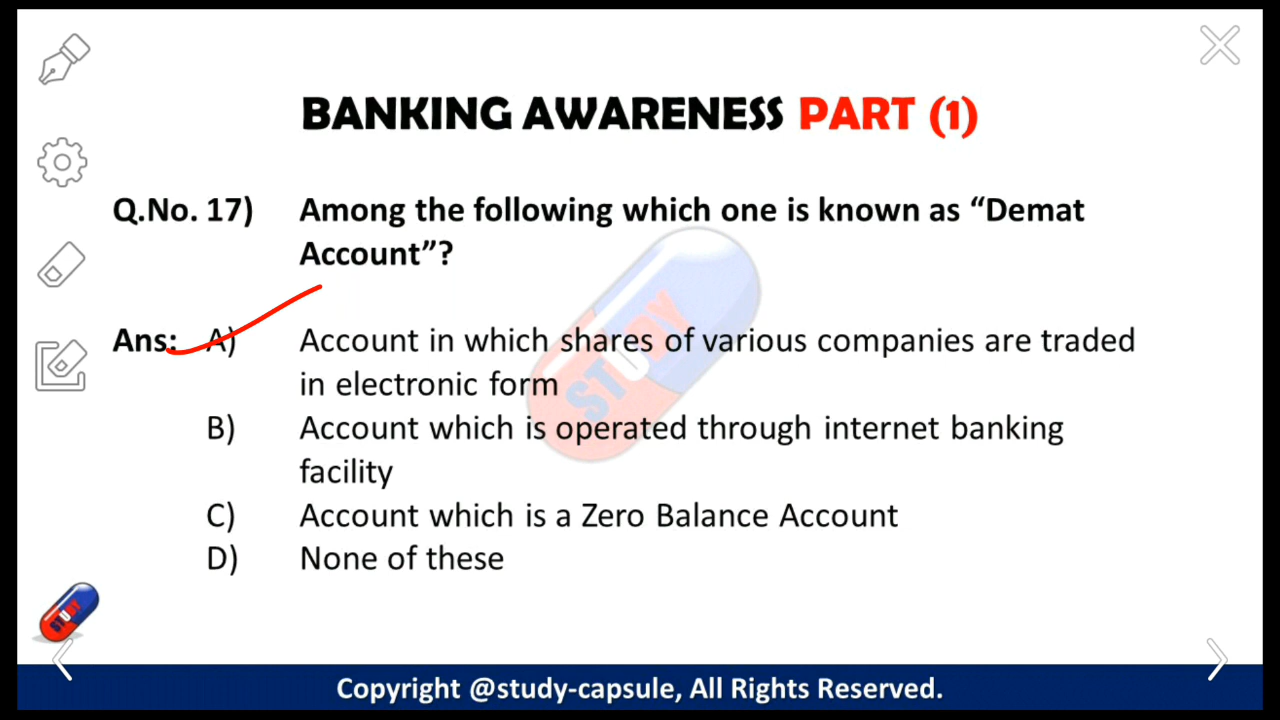 BANKING AWARENESS PART (1)
Q.No. 17) Among the following which one is known as “Demat
Account”?
Ans: A) Account in which shares of various companies are traded
in electronic form
B) Account which is operated through internet banking
facility
C) Account which is a Zero Balance Account
D) None of these
STUDY
STUDY
Copyright @study-capsule, All Rights Reserved.